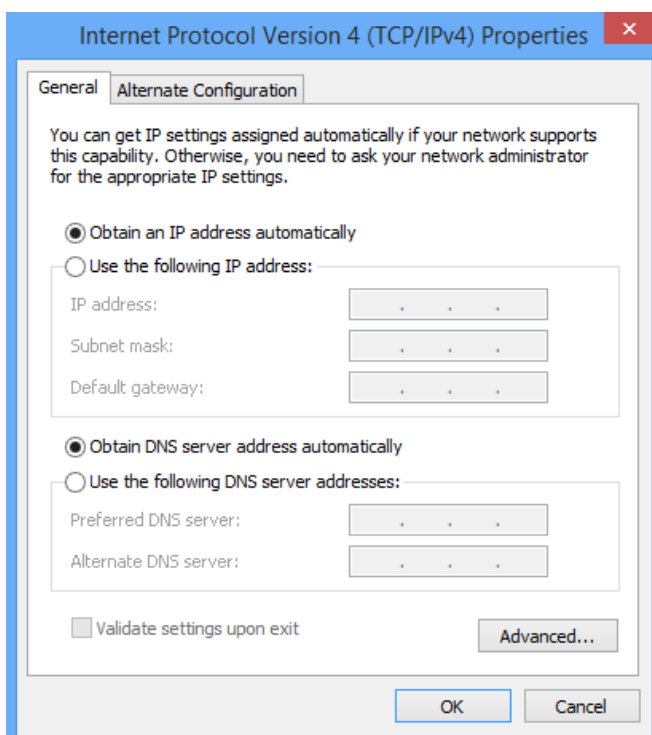 Internet Protocol Version 4 (TCP/IPv4) Properties
General
Alternate Configuration
You can get IP settings assigned automatically if your network supports
this capability. Otherwise, you need to ask your network administrator
for the appropriate IP settings.
Obtain an IP address automatically
Use the following IP address:
IP address:
Subnet mask:
Default gateway:
Obtain DNS server address automatically
Use the following DNS server addresses:
Preferred DNS server:
Alternate DNS server:
Validate settings upon exit
Advanced...
OK
Cancel